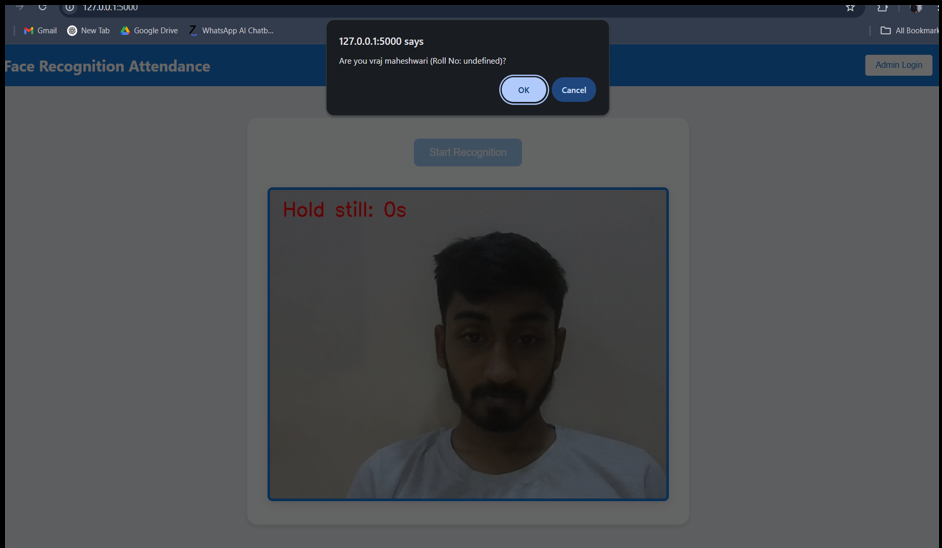 127.0.0.1:5000
Gmail
New Tab
Google Drive
WhatsApp AI Chatb...
All Bookmark
127.0.0.1:5000 says
Are you vraj maheshwari (Roll No: undefined)?
OK
Cancel
Face Recognition Attendance
Admin Login
Start Recognition
Hold still: 0s